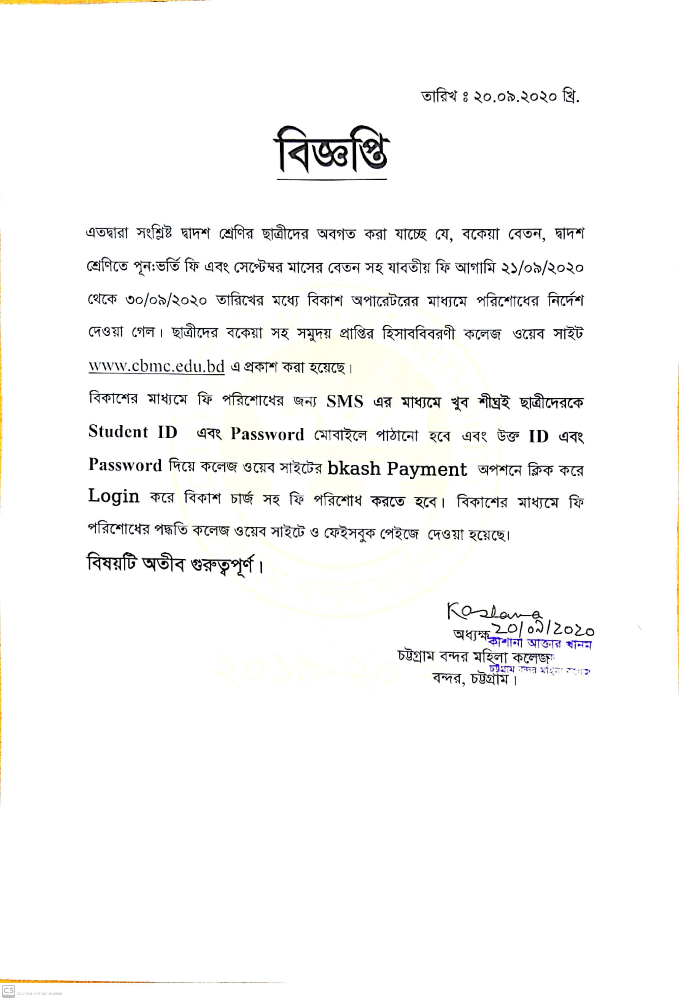 তারিখ ঃ ২০.০৯.২০২০ খ্রি.
বিজ্ঞপ্তি
এতদ্বারা সংশ্লিষ্ট দ্বাদশ শ্রেণির ছাত্রীদের অবগত করা যাচ্ছে যে, বকেয়া বেতন, দ্বাদশ
শ্রেণিতে পূন:ভর্তি ফি এবং সেপ্টেম্বর মাসের বেতন সহ যাবতীয় ফি আগামি ২১/০৯/২০২০
থেকে ৩০/০৯/২০২০ তারিখের মধ্যে বিকাশ অপারেটরের মাধ্যমে পরিশোধের নির্দেশ
দেওয়া গেল। ছাত্রীদের বকেয়া সহ সমুদয় প্রাপ্তির হিসাববিবরণী কলেজ ওয়েব সাইট
www.cbmc.edu.bd এ প্রকাশ করা হয়েছে।
বিকাশের মাধ্যমে ফি পরিশোধের জন্য SMS এর মাধ্যমে খুব শীঘ্রই ছাত্রীদেরকে
Student ID এবং Password মোবাইলে পাঠানো হবে এবং উক্ত ID এবং
Password দিয়ে কলেজ ওয়েব সাইটের bkash Payment অপশনে ক্লিক করে
Login করে বিকাশ চার্জ সহ ফি পরিশোধ করতে হবে। বিকাশের মাধ্যমে ফি
পরিশোধের পদ্ধতি কলেজ ওয়েব সাইটে ও ফেইসবুক পেইজে দেওয়া হয়েছে।
বিষয়টি অতীব গুরুত্বপূর্ণ।
২০/০৯/২০২০
অধ্যক্ষ
কাশানা আক্তার খানম
চট্টগ্রাম বন্দর মহিলা কলেজ
চট্টগ্রাম বন্দর মহিলা কলেজ
বন্দর, চট্টগ্রাম।
CS Scanned with CamScanner